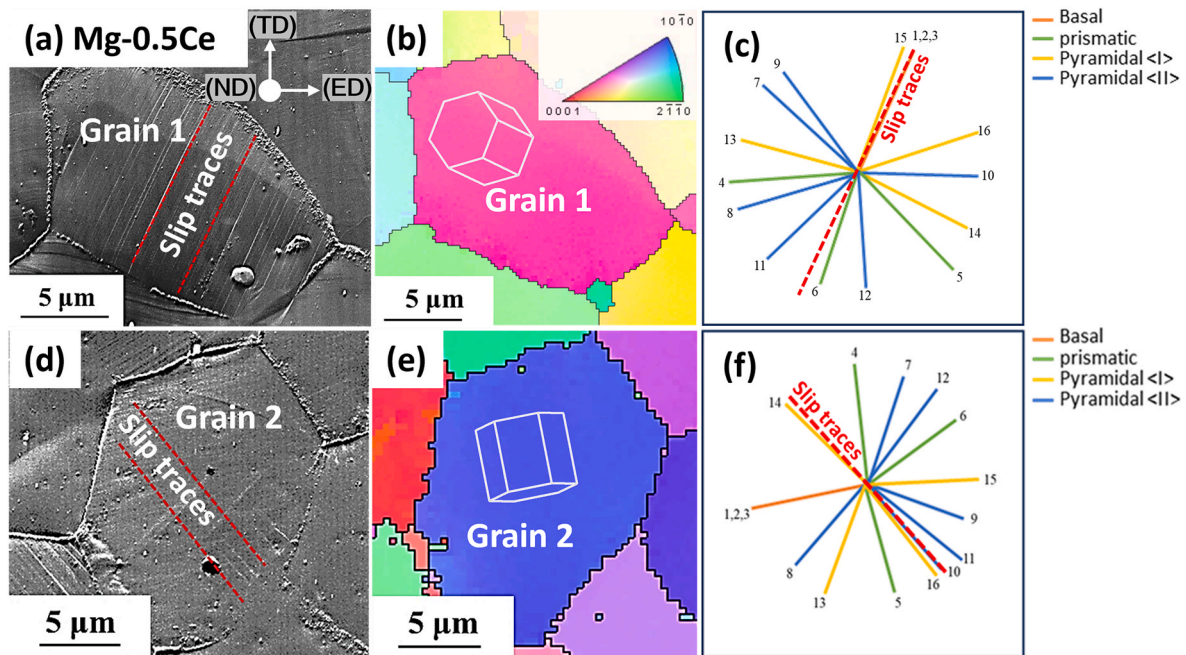 (a) Mg-0.5Ce
(TD)
(ND)
(ED)
Grain 1
Slip traces
5 µm
(b)
10-10
0001
2110
Grain 1
5 µm
(c)
15
1,2,3
9
7
Slip traces
16
13
10
4
8
14
11
5
6
12
Basal
prismatic
Pyramidal <I>
Pyramidal <II>
(d)
Grain 2
Slip traces
5 µm
(e)
Grain 2
5 µm
(f)
4
7
12
14
Slip traces
6
15
1,2,3
9
11
8
16
10
13
5
Basal
prismatic
Pyramidal <I>
Pyramidal <II>